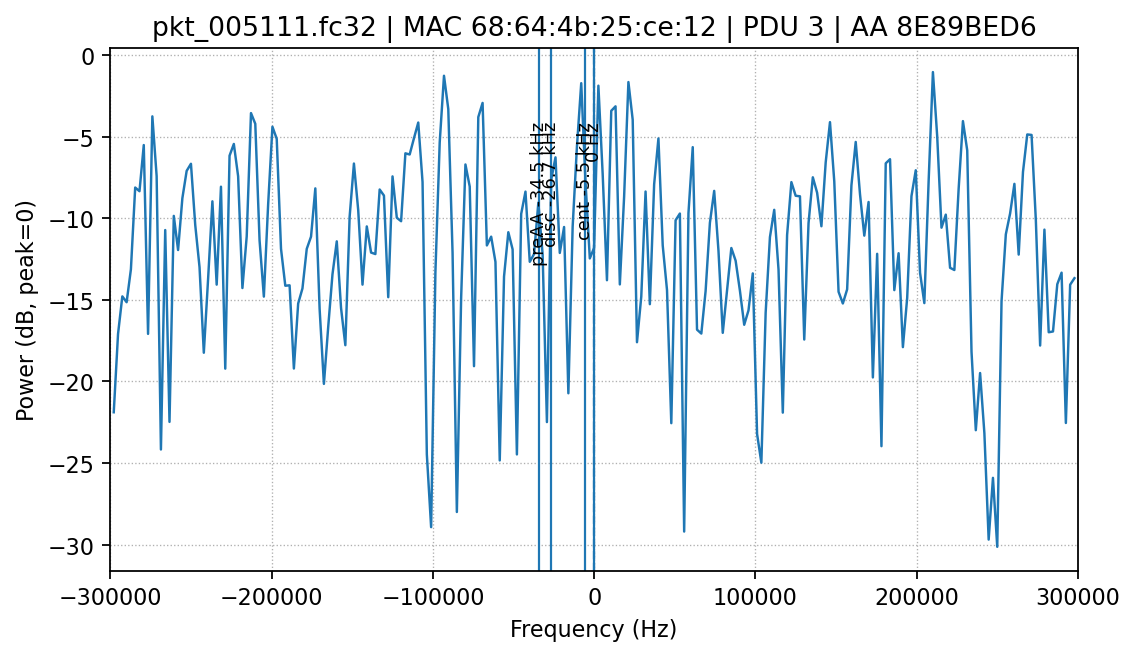 pkt_005111.fc32 | MAC 68:64:4b:25:ce:12 | PDU 3 | AA 8E89BED6
Power (dB, peak=0)
0
−5
−10
−15
−20
−25
−30
preAA -34.5 kHz
disc -26.7 kHz
cent -5.5 kHz
0 Hz
−300000
−200000
−100000
0
100000
200000
300000
Frequency (Hz)